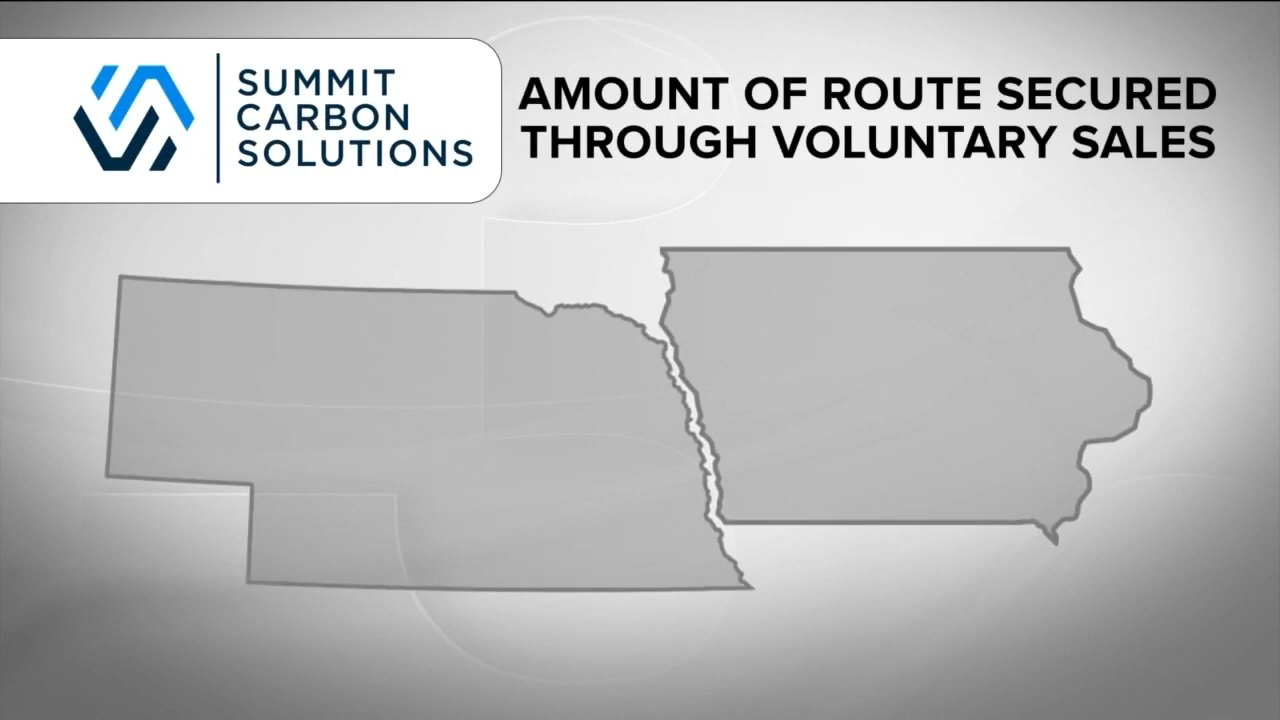 SUMMIT
CARBON
SOLUTIONS
AMOUNT OF ROUTE SECURED
THROUGH VOLUNTARY SALES